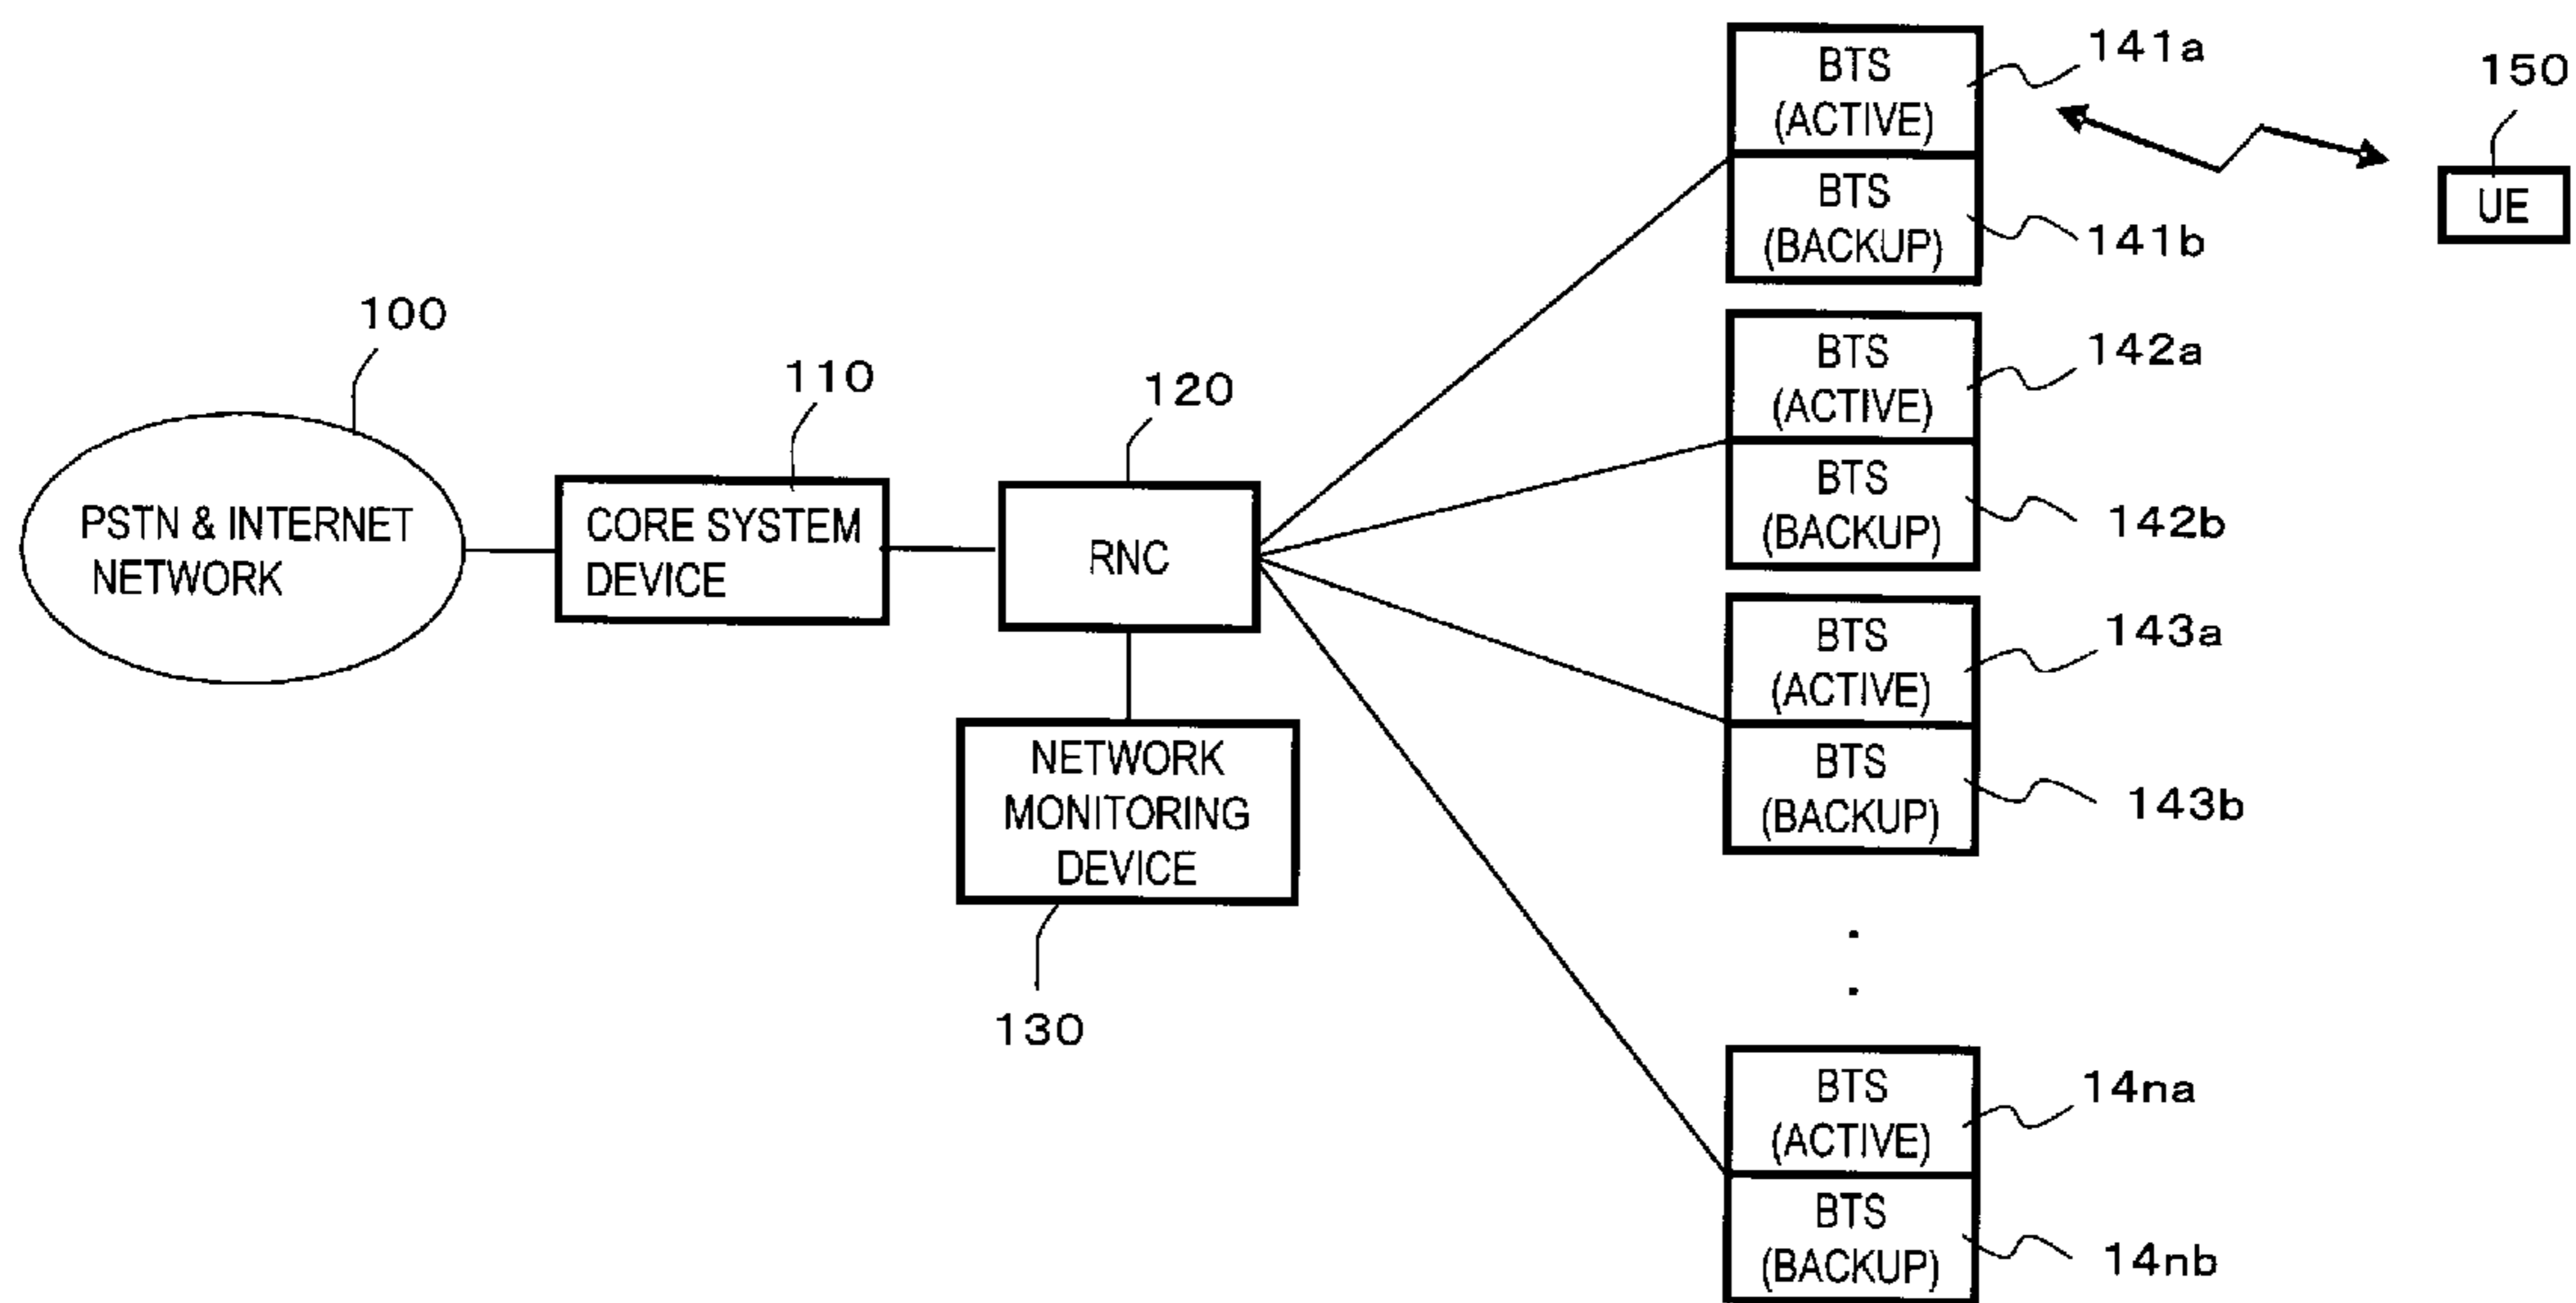 100
PSTN & INTERNET
NETWORK
110
CORE SYSTEM
DEVICE
120
RNC
NETWORK
MONITORING
DEVICE
130
BTS
(ACTIVE)
141a
BTS
(BACKUP)
141b
150
UE
BTS
(ACTIVE)
142a
BTS
(BACKUP)
142b
BTS
(ACTIVE)
143a
BTS
(BACKUP)
143b
BTS
(ACTIVE)
14na
BTS
(BACKUP)
14nb